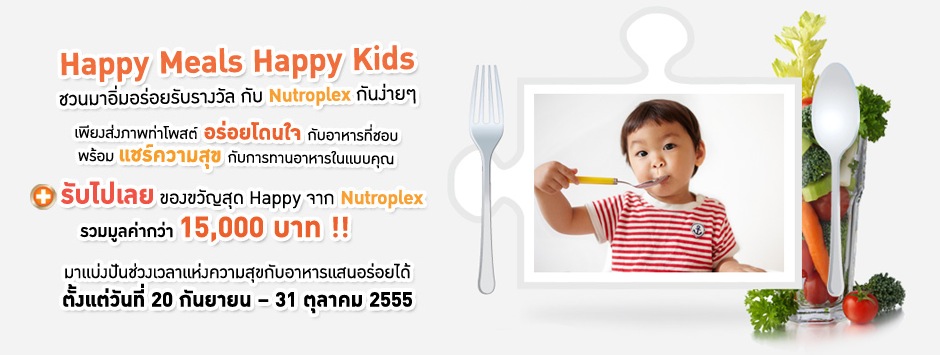 Happy Meals Happy Kids
ชวนมาอิ่มอร่อยรับรางวัล กับ Nutroplex กันง่ายๆ
เพียงส่งภาพท่าโพสต์ อร่อยโดนใจ กับอาหารที่ชอบ
พร้อม แชร์ความสุข กับการทานอาหารในแบบคุณ
รับไปเลย ของขวัญสุด Happy จาก Nutroplex
รวมมูลค่ากว่า 15,000 บาท !!
มาแบ่งปันช่วงเวลาแห่งความสุขกับอาหารแสนอร่อยได้
ตั้งแต่วันที่ 20 กันยายน – 31 ตุลาคม 2555